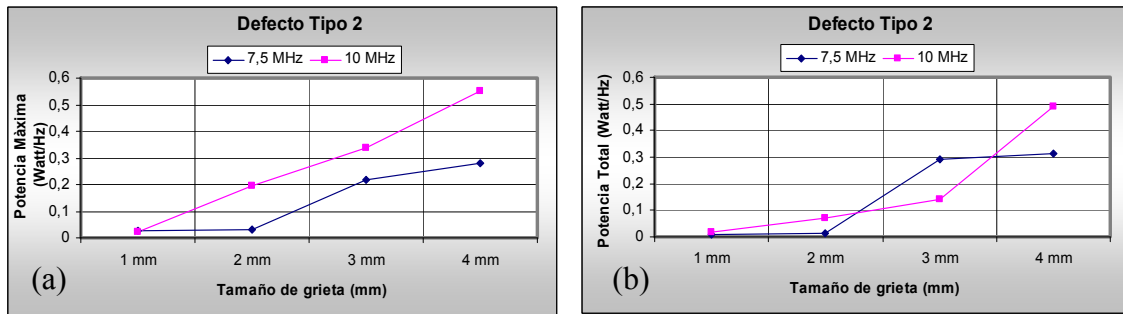 Defecto Tipo 2
7,5 MHz
10 MHz
Potencia Màxima
(Watt/Hz)
0,6
0,5
0,4
0,3
0,2
0,1
0
1 mm
2 mm
3 mm
4 mm
Tamaño de grieta (mm)
(a)
Defecto Tipo 2
7,5 MHz
10 MHz
Potencia Total (Watt/Hz)
0,6
0,5
0,4
0,3
0,2
0,1
0
1 mm
2 mm
3 mm
4 mm
Tamaño de grieta (mm)
(b)